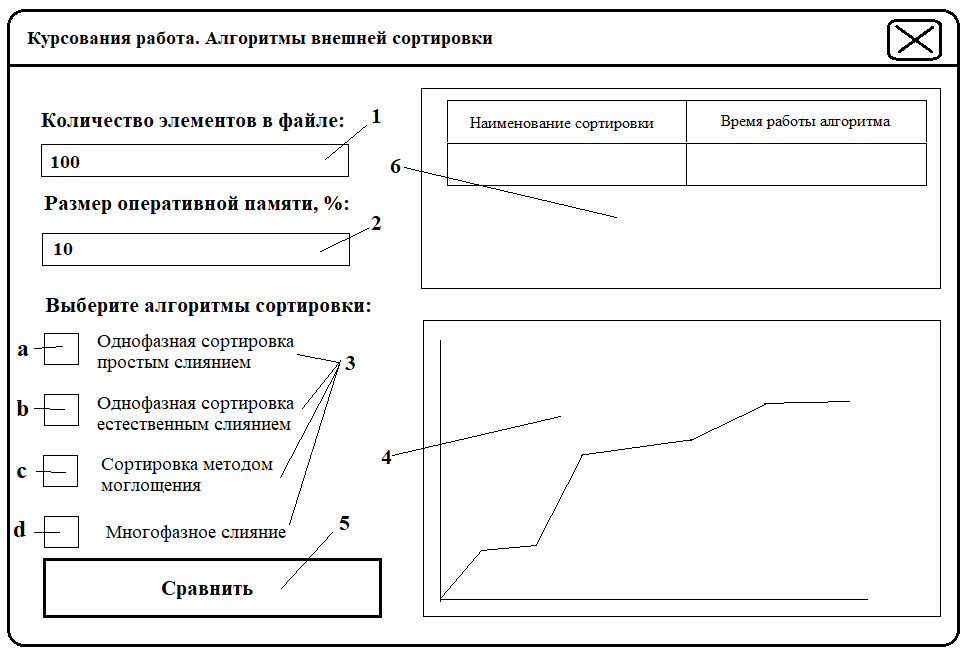 Курсования работа. Алгоритмы внешней сортировки
Количество элементов в файле:
1
100
Размер оперативной памяти, %:
2
10
Выберите алгоритмы сортировки:
a
Однофазная сортировка
простым слиянием
3
b
Однофазная сортировка
естественным слиянием
c
Сортировка методом
моглощения
d
Многофазное слияние
5
Сравнить
6
Наименование сортировки
Время работы алгоритма
4